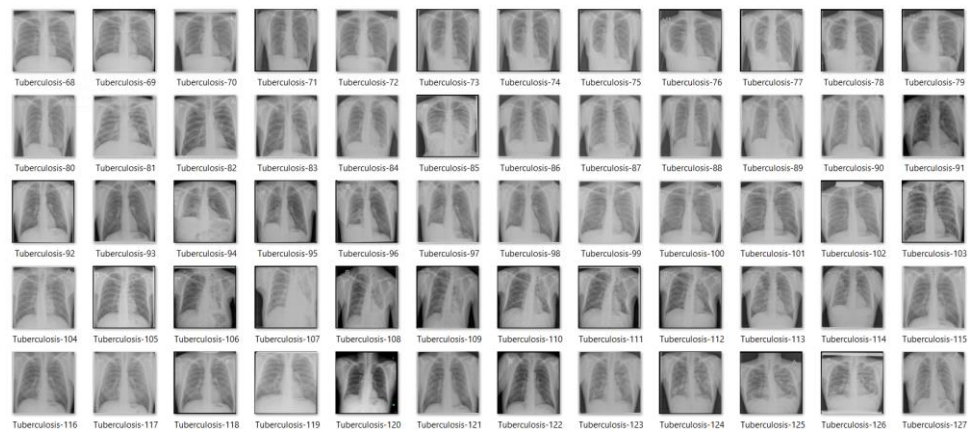 Tuberculosis-68 Tuberculosis-69 Tuberculosis-70 Tuberculosis-71 Tuberculosis-72 Tuberculosis-73 Tuberculosis-74 Tuberculosis-75 Tuberculosis-76 Tuberculosis-77 Tuberculosis-78 Tuberculosis-79
Tuberculosis-80 Tuberculosis-81 Tuberculosis-82 Tuberculosis-83 Tuberculosis-84 Tuberculosis-85 Tuberculosis-86 Tuberculosis-87 Tuberculosis-88 Tuberculosis-89 Tuberculosis-90 Tuberculosis-91
Tuberculosis-92 Tuberculosis-93 Tuberculosis-94 Tuberculosis-95 Tuberculosis-96 Tuberculosis-97 Tuberculosis-98 Tuberculosis-99 Tuberculosis-100 Tuberculosis-101 Tuberculosis-102 Tuberculosis-103
Tuberculosis-104 Tuberculosis-105 Tuberculosis-106 Tuberculosis-107 Tuberculosis-108 Tuberculosis-109 Tuberculosis-110 Tuberculosis-111 Tuberculosis-112 Tuberculosis-113 Tuberculosis-114 Tuberculosis-115
Tuberculosis-116 Tuberculosis-117 Tuberculosis-118 Tuberculosis-119 Tuberculosis-120 Tuberculosis-121 Tuberculosis-122 Tuberculosis-123 Tuberculosis-124 Tuberculosis-125 Tuberculosis-126 Tuberculosis-127